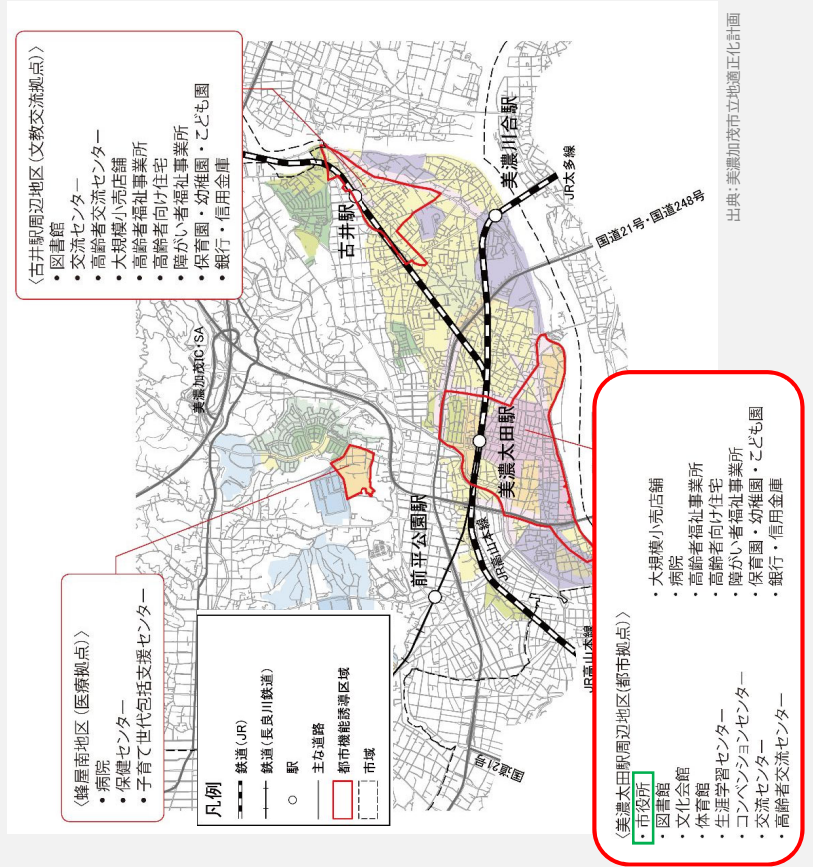 〈古井駅周辺地区(文教交流拠点)〉
・図書館
・交流センター
・高齢者交流センター
・大規模小売店舗
・高齢者福祉事業所
・高齢者向け住宅
・障がい者福祉事業所
・保育園・幼稚園・こども園
・銀行・信用金庫
〈蜂屋南地区(医療拠点)〉
・病院
・保健センター
・子育て世代包括支援センター
美濃加茂IC・SA
古井駅
美濃川合駅
JR太多線
国道21号・国道248号
美濃太田駅
前平公園駅
JR高山本線
JR高山本線
国道21号
凡例
鉄道(JR)
鉄道(長良川鉄道)
駅
主な道路
都市機能誘導区域
市域
〈美濃太田駅周辺地区(都市拠点)〉
・市役所
・図書館
・文化会館
・体育館
・生涯学習センター
・コンベンションセンター
・交流センター
・高齢者交流センター
・大規模小売店舗
・病院
・高齢者福祉事業所
・高齢者向け住宅
・障がい者福祉事業所
・保育園・幼稚園・こども園
・銀行・信用金庫
出典:美濃加茂市立地適正化計画